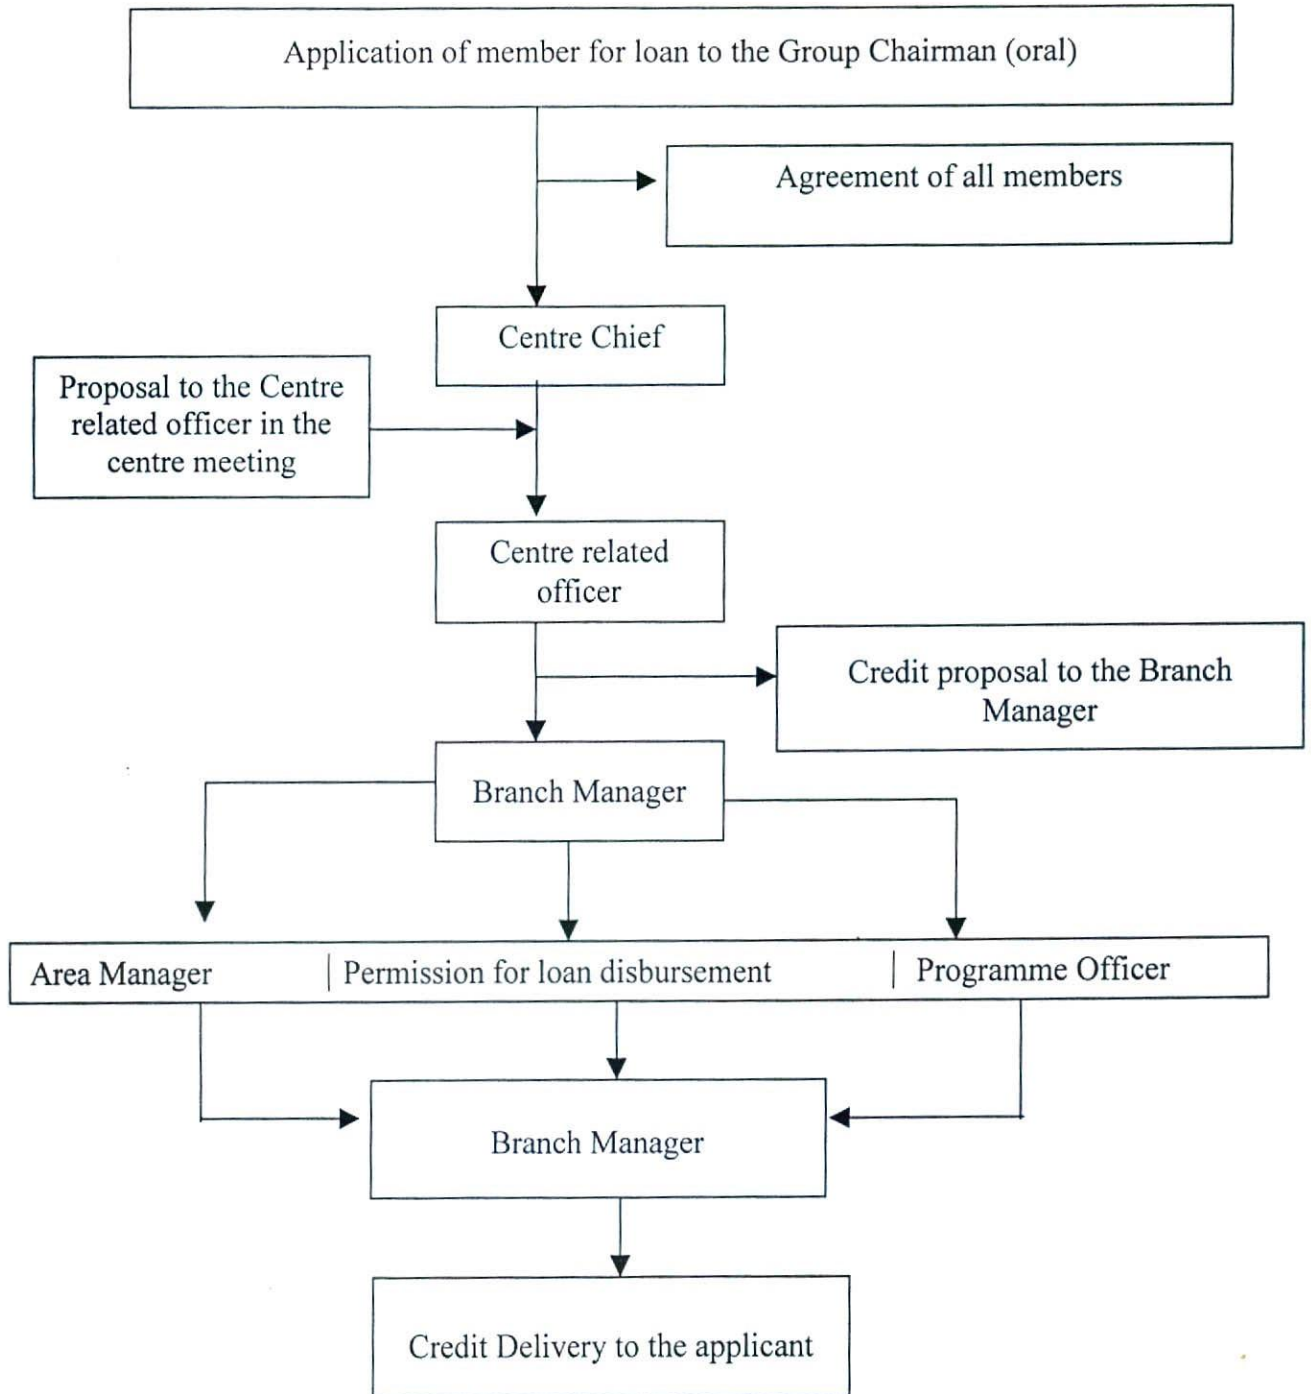 Application of member for loan to the Group Chairman (oral)
Agreement of all members
Centre Chief
Proposal to the Centre
related officer in the
centre meeting
Centre related
officer
Credit proposal to the Branch
Manager
Branch Manager
Area Manager | Permission for loan disbursement | Programme Officer
Branch Manager
Credit Delivery to the applicant